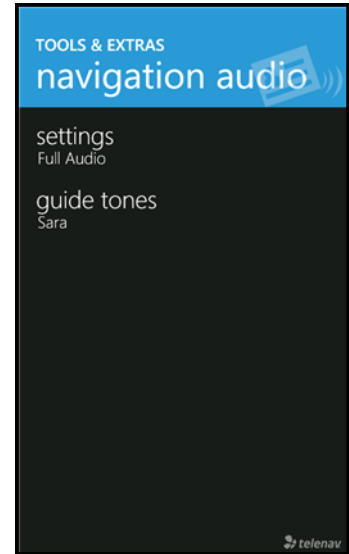 TOOLS & EXTRAS
navigation audio
settings
Full Audio
guide tones
Sara
telenav